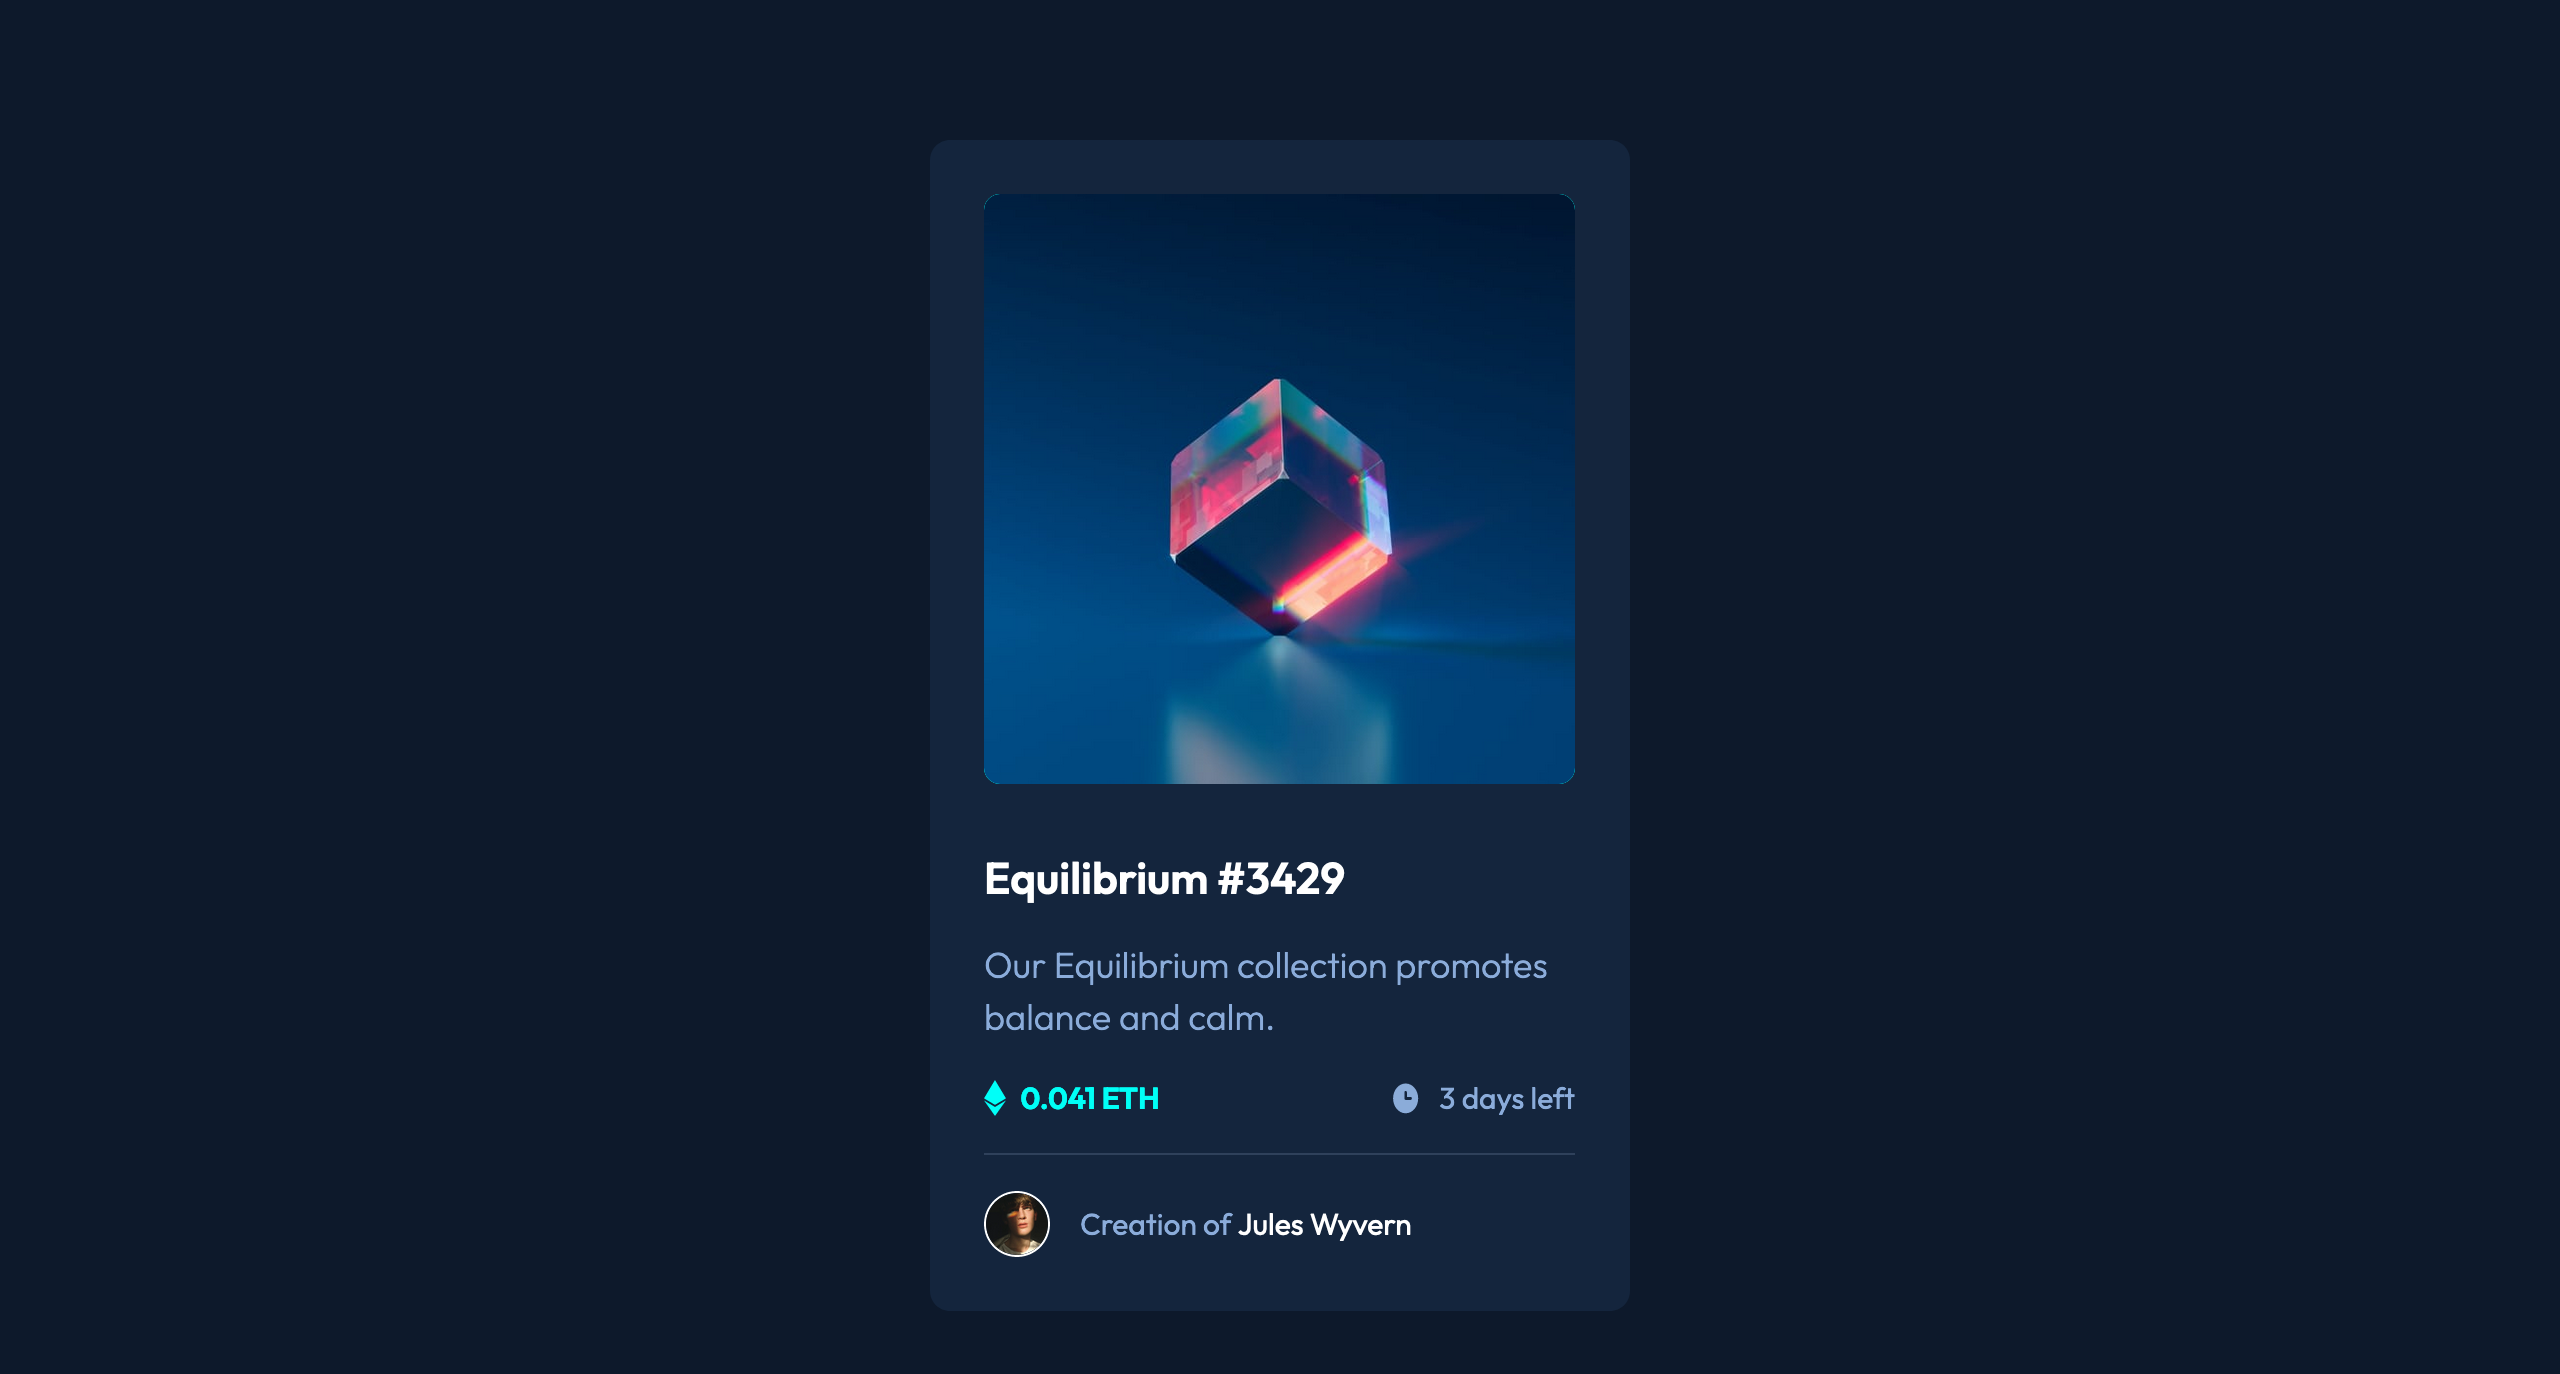 Equilibrium #3429
Our Equilibrium collection promotes
balance and calm.
0.041 ETH
3 days left
Creation of Jules Wyvern